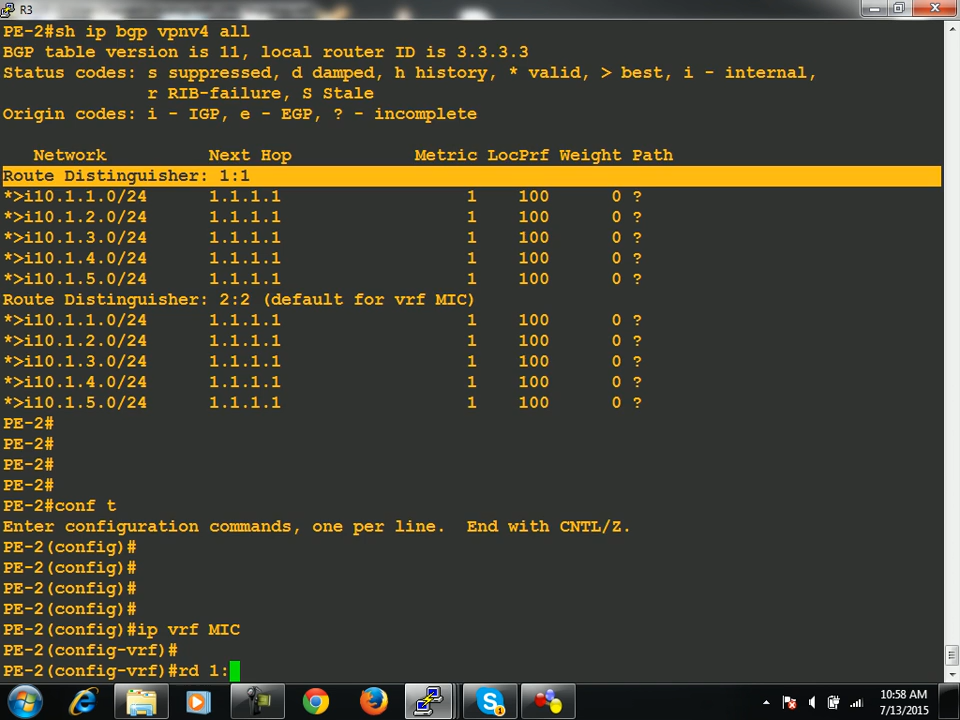 R3
PE-2#sh ip bgp vpnv4 all
BGP table version is 11, local router ID is 3.3.3.3
Status codes: s suppressed, d damped, h history, * valid, > best, i - internal,
              r RIB-failure, S Stale
Origin codes: i - IGP, e - EGP, ? - incomplete

   Network          Next Hop            Metric LocPrf Weight Path
Route Distinguisher: 1:1
*>i10.1.1.0/24      1.1.1.1                  1    100      0 ?
*>i10.1.2.0/24      1.1.1.1                  1    100      0 ?
*>i10.1.3.0/24      1.1.1.1                  1    100      0 ?
*>i10.1.4.0/24      1.1.1.1                  1    100      0 ?
*>i10.1.5.0/24      1.1.1.1                  1    100      0 ?
Route Distinguisher: 2:2 (default for vrf MIC)
*>i10.1.1.0/24      1.1.1.1                  1    100      0 ?
*>i10.1.2.0/24      1.1.1.1                  1    100      0 ?
*>i10.1.3.0/24      1.1.1.1                  1    100      0 ?
*>i10.1.4.0/24      1.1.1.1                  1    100      0 ?
*>i10.1.5.0/24      1.1.1.1                  1    100      0 ?
PE-2#
PE-2#
PE-2#
PE-2#
PE-2#conf t
Enter configuration commands, one per line.  End with CNTL/Z.
PE-2(config)#
PE-2(config)#
PE-2(config)#
PE-2(config)#
PE-2(config)#ip vrf MIC
PE-2(config-vrf)#
PE-2(config-vrf)#rd 1:
10:58 AM
7/13/2015